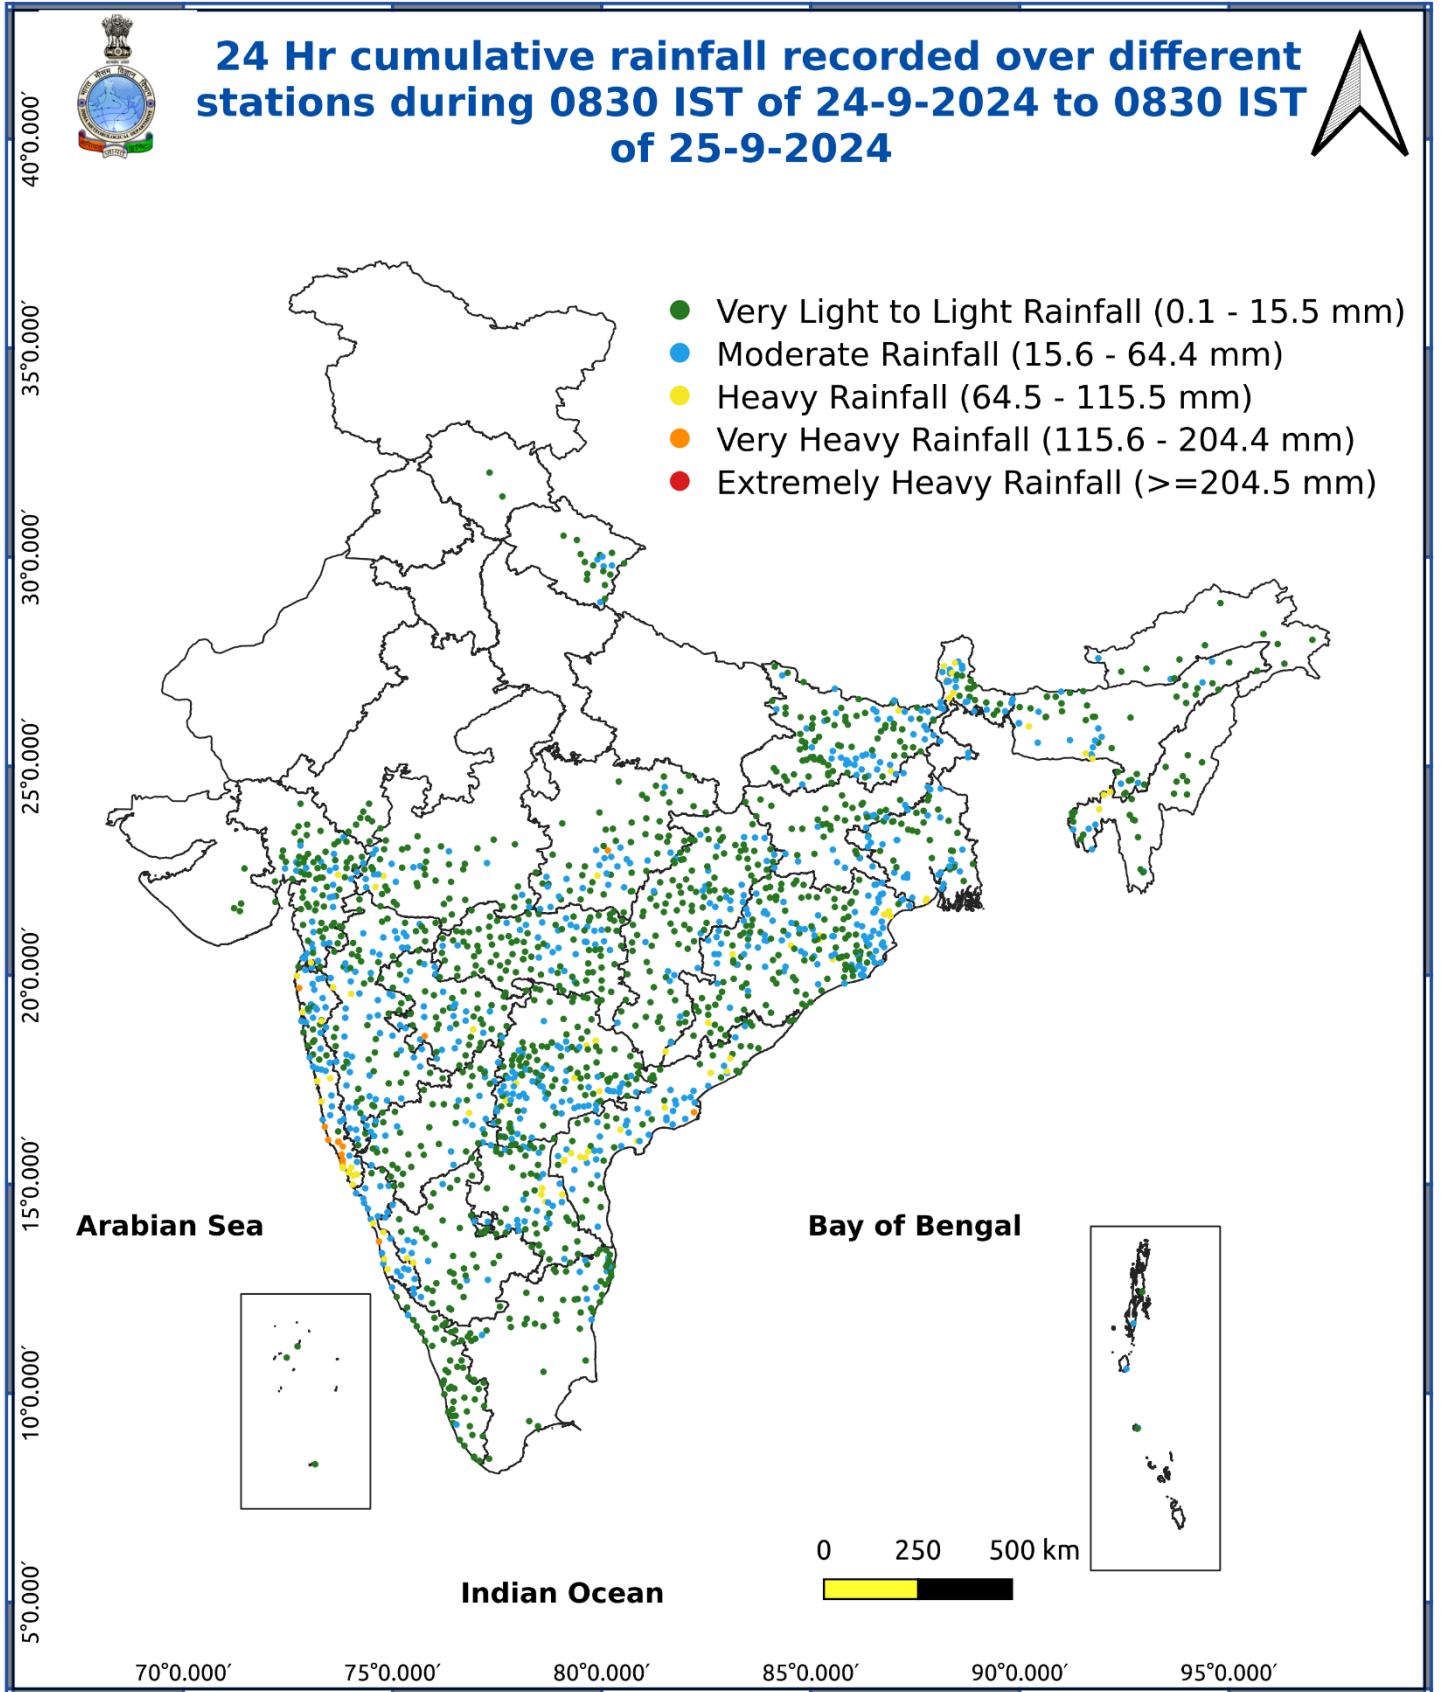 24 Hr cumulative rainfall recorded over different
stations during 0830 IST of 24-9-2024 to 0830 IST
of 25-9-2024
Very Light to Light Rainfall (0.1 - 15.5 mm)
Moderate Rainfall (15.6 - 64.4 mm)
Heavy Rainfall (64.5 - 115.5 mm)
Very Heavy Rainfall (115.6 - 204.4 mm)
Extremely Heavy Rainfall (>=204.5 mm)
40°0.000′
35°0.000′
30°0.000′
25°0.000′
20°0.000′
15°0.000′
10°0.000′
5°0.000′
Arabian Sea
Bay of Bengal
Indian Ocean
0 250 500 km
70°0.000′ 75°0.000′ 80°0.000′ 85°0.000′ 90°0.000′ 95°0.000′